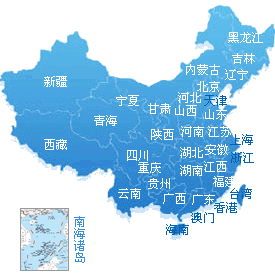 黑龙江
吉林
辽宁
内蒙古
新疆
北京
河北
天津
宁夏
甘肃
山西
山东
青海
陕西
河南
江苏
西藏
上海
四川
湖北
安徽
浙江
重庆
湖南
江西
贵州
福建
云南
广西
广东
台湾
香港
澳门
海南
南海诸岛